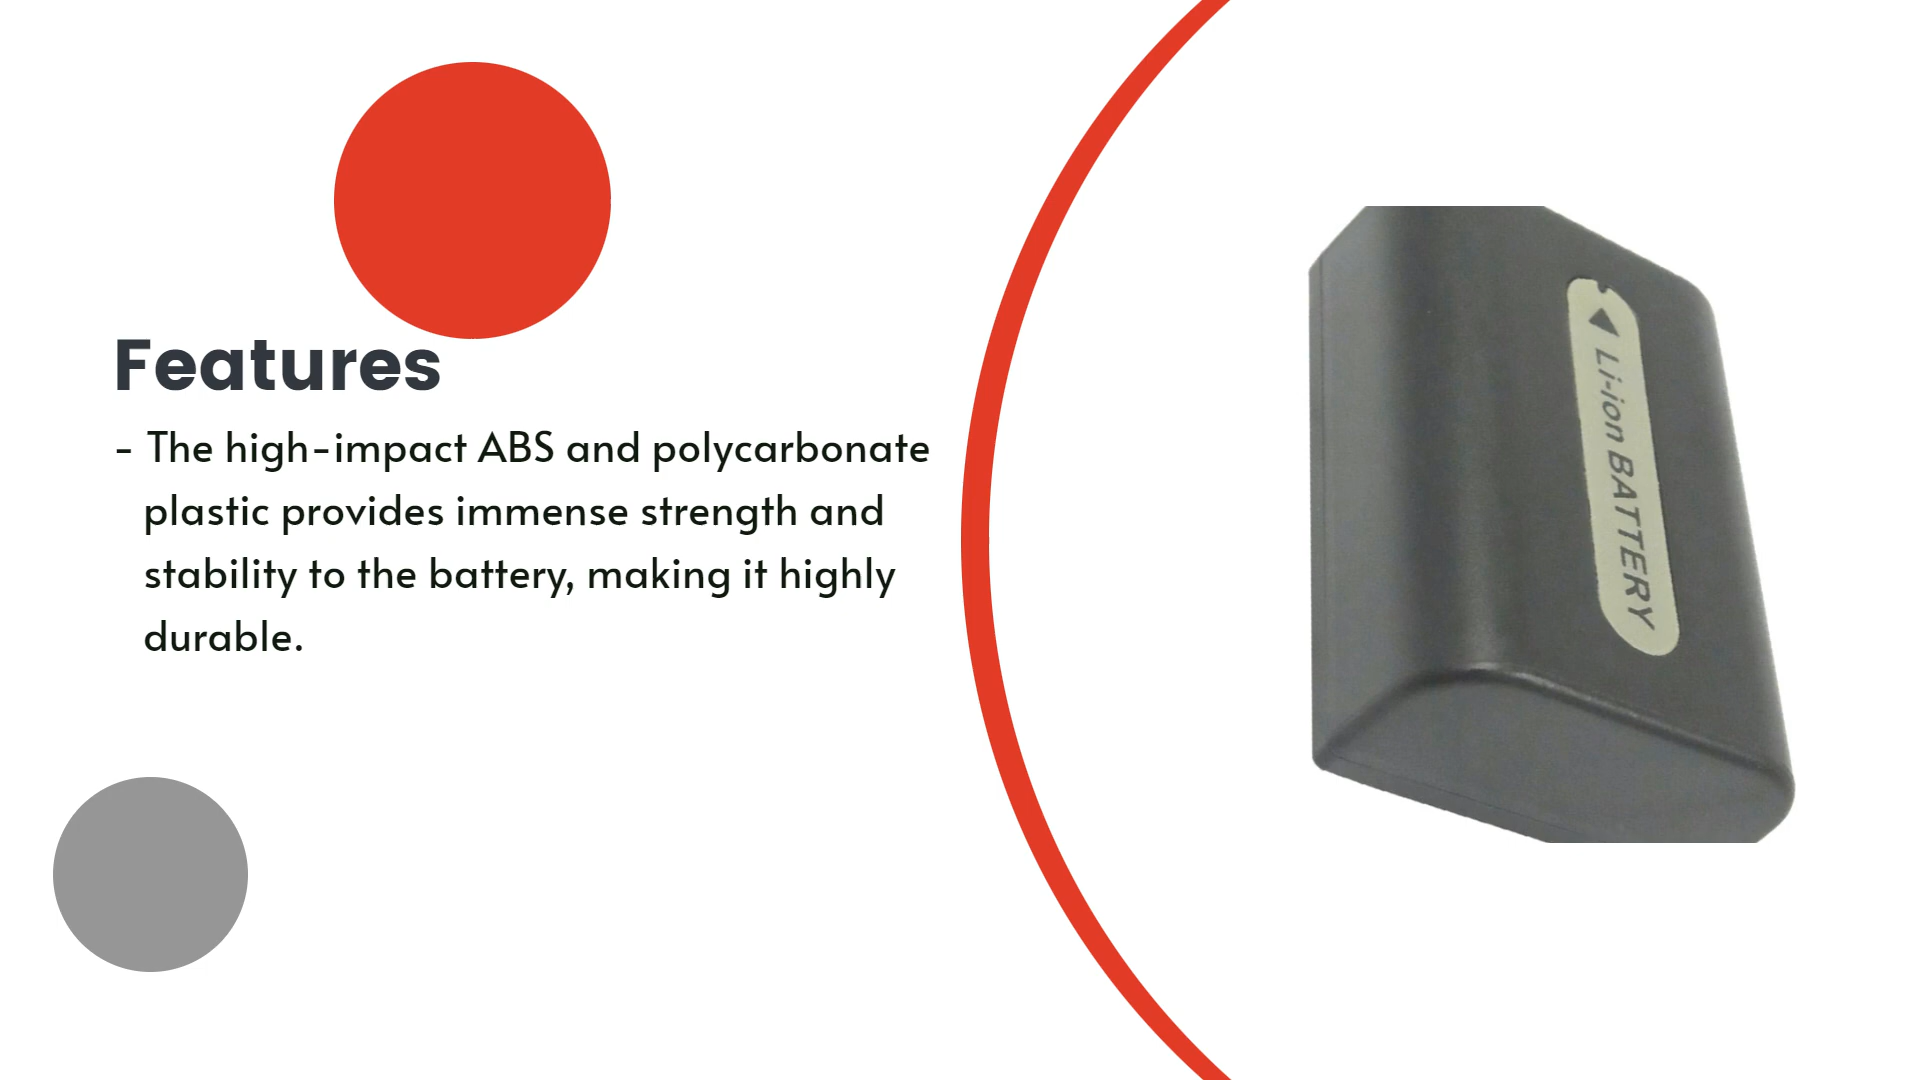 Features
- The high-impact ABS and polycarbonate
plastic provides immense strength and
stability to the battery, making it highly
durable.
Li-ion BATTERY